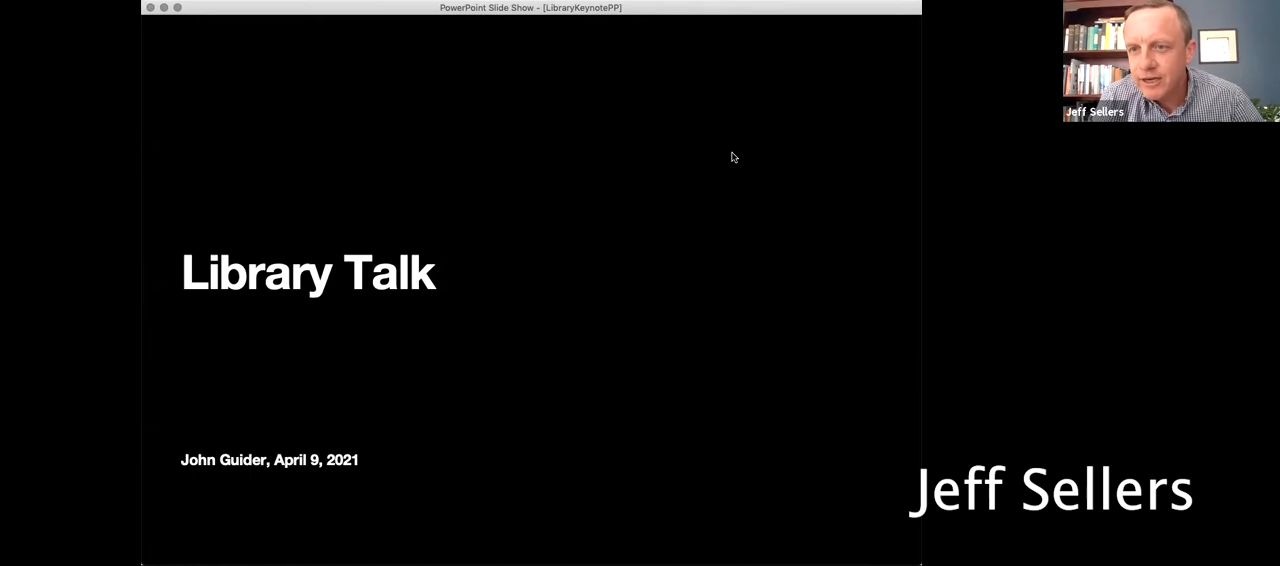 PowerPoint Slide Show - [LibraryKeynotePP]
Jeff Sellers
Library Talk
John Guider, April 9, 2021
Jeff Sellers